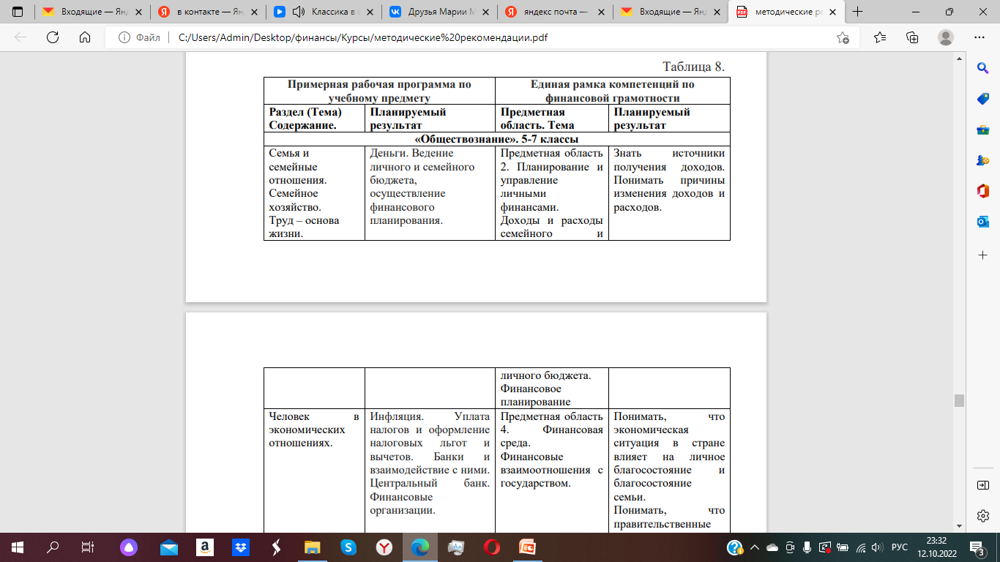 Входящие — Янд
в контакте — Ян
Классика в
Друзья Марии М
яндекс почта —
Входящие — Янд
методические ре
Файл
C:/Users/Admin/Desktop/финансы/Курсы/методические%20рекомендации.pdf
Таблица 8.
Примерная рабочая программа по
учебному предмету
Единая рамка компетенций по
финансовой грамотности
Раздел (Тема)
Содержание.
Планируемый
результат
Предметная
область. Тема
Планируемый
результат
«Обществознание». 5-7 классы
Семья и
семейные
отношения.
Семейное
хозяйство.
Труд – основа
жизни.
Деньги. Ведение
личного и семейного
бюджета,
осуществление
финансового
планирования.
Предметная область
2. Планирование и
управление
личными
финансами.
Доходы и расходы
семейного и
Знать источники
получения доходов.
Понимать причины
изменения доходов и
расходов.
личного бюджета.
Финансовое
планирование
Человек в
экономических
отношениях.
Инфляция. Уплата
налогов и оформление
налоговых льгот и
вычетов. Банки и
взаимодействие с ними.
Центральный банк.
Финансовые
организации.
Предметная область
4. Финансовая
среда.
Финансовые
взаимоотношения с
государством.
Понимать, что
экономическая
ситуация в стране
влияет на личное
благосостояние и
благосостояние
семьи.
Понимать, что
правительственные
РУС
23:32
12.10.2022
3